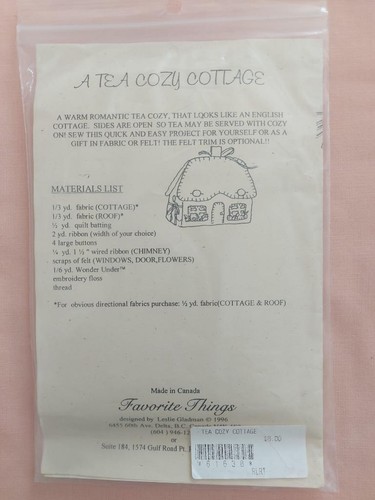 A TEA COZY COTTAGE
A WARM ROMANTIC TEA COZY, THAT LOOKS LIKE AN ENGLISH
COTTAGE. SIDES ARE OPEN SO TEA MAY BE SERVED WITH COZY
ON! SEW THIS QUICK AND EASY PROJECT FOR YOURSELF OR AS A
GIFT IN FABRIC OR FELT! THE FELT TRIM IS OPTIONAL!!
MATERIALS LIST
1/3 yd. fabric (COTTAGE)*
1/3 yd. fabric (ROOF)*
½ yd. quilt batting
2 yd. ribbon (width of your choice)
4 large buttons
¼ yd. 1 ½" wired ribbon (CHIMNEY)
scraps of felt (WINDOWS, DOOR,FLOWERS)
1/6 yd. Wonder Under™
embroidery floss
thread
*For obvious directional fabrics purchase: ½ yd. fabric(COTTAGE & ROOF)
Made in Canada
Favorite Things
designed by Leslie Gladman © 1996
Ave. Delta, B.C. Canada
(604) 946-
or
Suite 184, 1574 Gulf Road Pt.
TEA COZY COTTAGE